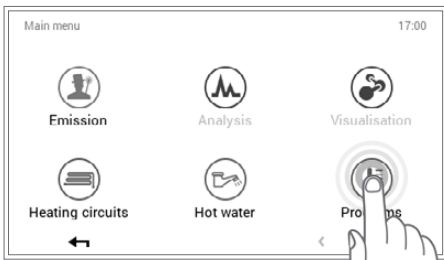 Main menu 17:00
Emission Analysis Visualisation
Heating circuits Hot water